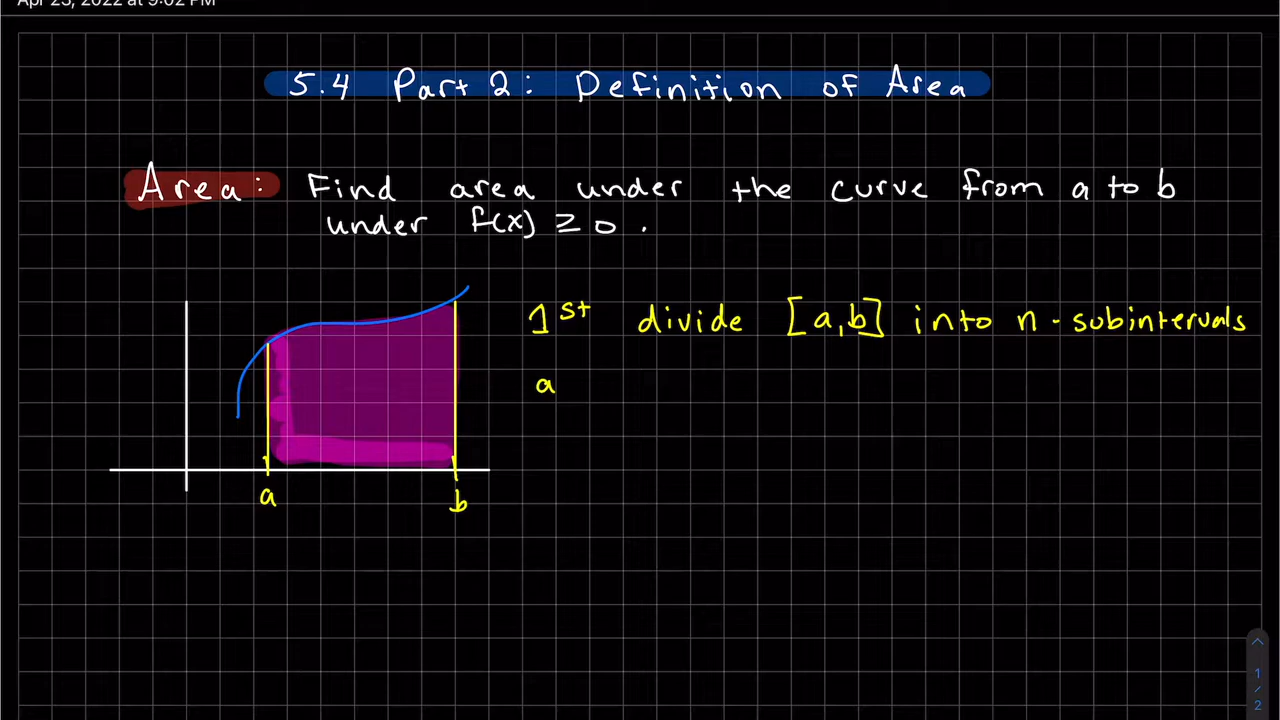 Apr 23, 2022 at 9:02 PM
5.4 Part 2: Definition of Area
Area: Find area under the curve from a to b
under f(x) ≥ 0.
1st divide [a,b] into n-subintervals
a
a
b
1
2